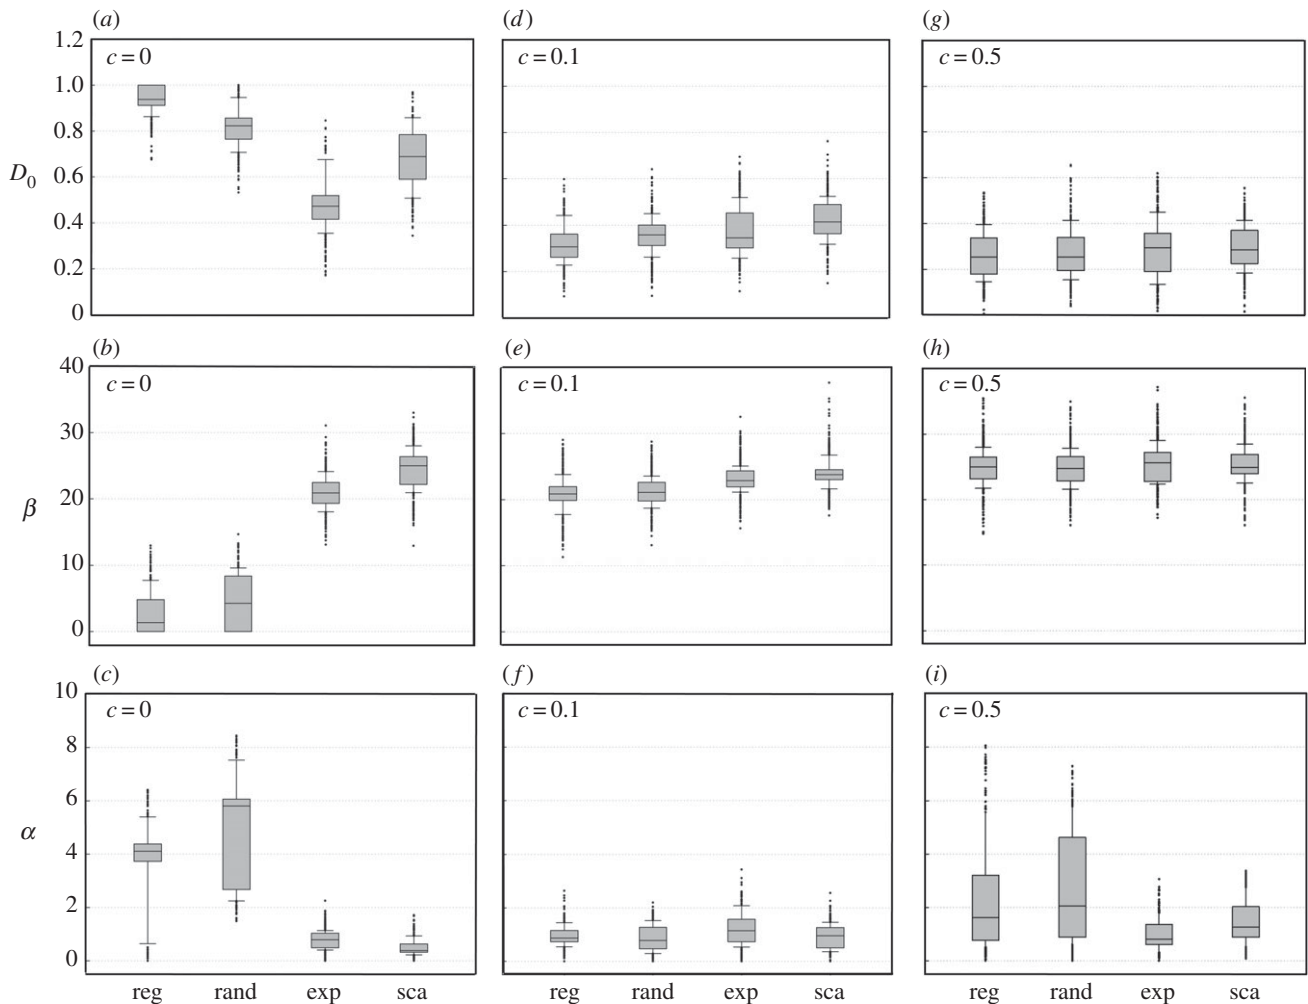 (a) (d) (g)
1.2 c = 0 c = 0.1 c = 0.5
1.0
0.8
D0 0.6
0.4
0.2
0
(b) (e) (h)
40 c = 0 c = 0.1 c = 0.5
30
β 20
10
0
(c) (f) (i)
10 c = 0 c = 0.1 c = 0.5
8
6
α 4
2
0
reg rand exp sca reg rand exp sca reg rand exp sca